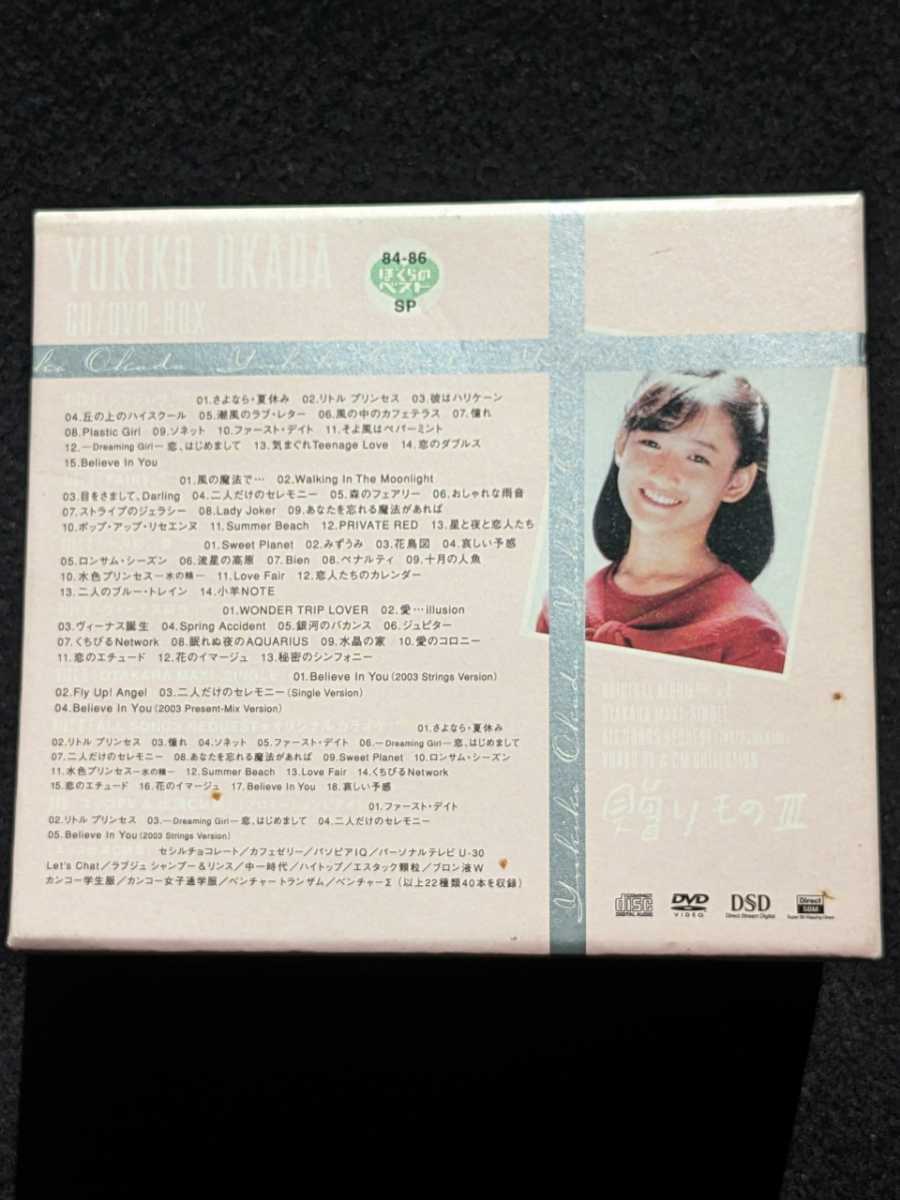 YUKIKO OKADA
CD/DVD-BOX
84-86
ぼくらの
ベスト
SP
01.さよなら・夏休み 02.リトル プリンセス 03.彼はハリケーン
04.丘の上のハイスクール 05.潮風のラブ・レター 06.風の中のカフェテラス 07.憧れ
08.Plastic Girl 09.ソネット 10.ファースト・デイト 11.そよ風はペパーミント
12.−Dreaming Girl−恋、はじめまして 13.気まぐれTeenage Love 14.恋のダブルス
15.Believe In You
01.風の魔法で… 02.Walking In The Moonlight
03.目をさまして、Darling 04.二人だけのセレモニー 05.森のフェアリー 06.おしゃれな雨音
07.ストライプのジェラシー 08.Lady Joker 09.あなたを忘れる魔法があれば
10.ポップ・アップ・リセエンヌ 11.Summer Beach 12.PRIVATE RED 13.星と夜と恋人たち
01.Sweet Planet 02.みずうみ 03.花鳥図 04.哀しい予感
05.ロンサム・シーズン 06.流星の高原 07.Bien 08.ペナルティ 09.十月の人魚
10.水色プリンセス−水の精− 11.Love Fair 12.恋人たちのカレンダー
13.二人のブルー・トレイン 14.小羊NOTE
01.WONDER TRIP LOVER 02.愛…illusion
03.ヴィーナス誕生 04.Spring Accident 05.銀河のバカンス 06.ジュピター
07.くちびるNetwork 08.眠れぬ夜のAQUARIUS 09.水晶の家 10.愛のコロニー
11.恋のエチュード 12.花のイマージュ 13.秘密のシンフォニー
01.Believe In You (2003 Strings Version)
02.Fly Up! Angel 03.二人だけのセレモニー (Single Version)
04.Believe In You (2003 Present-Mix Version)
01.さよなら・夏休み
02.リトル プリンセス 03.憧れ 04.ソネット 05.ファースト・デイト 06.−Dreaming Girl−恋、はじめまして
07.二人だけのセレモニー 08.あなたを忘れる魔法があれば 09.Sweet Planet 10.ロンサム・シーズン
11.水色プリンセス−水の精− 12.Summer Beach 13.Love Fair 14.くちびるNetwork
15.恋のエチュード 16.花のイマージュ 17.Believe In You 18.哀しい予感
01.ファースト・デイト
02.リトル プリンセス 03.−Dreaming Girl−恋、はじめまして 04.二人だけのセレモニー
05.Believe In You (2003 Strings Version)
セシルチョコレート／カフェゼリー／パソピアIQ／パーソナルテレビ U-30
Let's Chat／ラブジュ シャンプー＆リンス／中一時代／ハイトップ／エスタック顆粒／ブロン液W
カンコー学生服／カンコー女子通学服／ベンチャートランザム／ベンチャーΣ (以上22種類40本を収録)
OTAKARA MAXI-SINGLE
贈りものIII
Yukiko Okada
disc
DIGITAL AUDIO
DVD
VIDEO
DSD
Direct Stream Digital
Direct
SBM